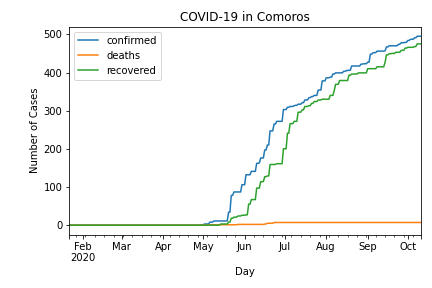 COVID-19 in Comoros
confirmed
deaths
recovered
Number of Cases
500
400
300
200
100
0
Feb Mar Apr May Jun Jul Aug Sep Oct
2020
Day